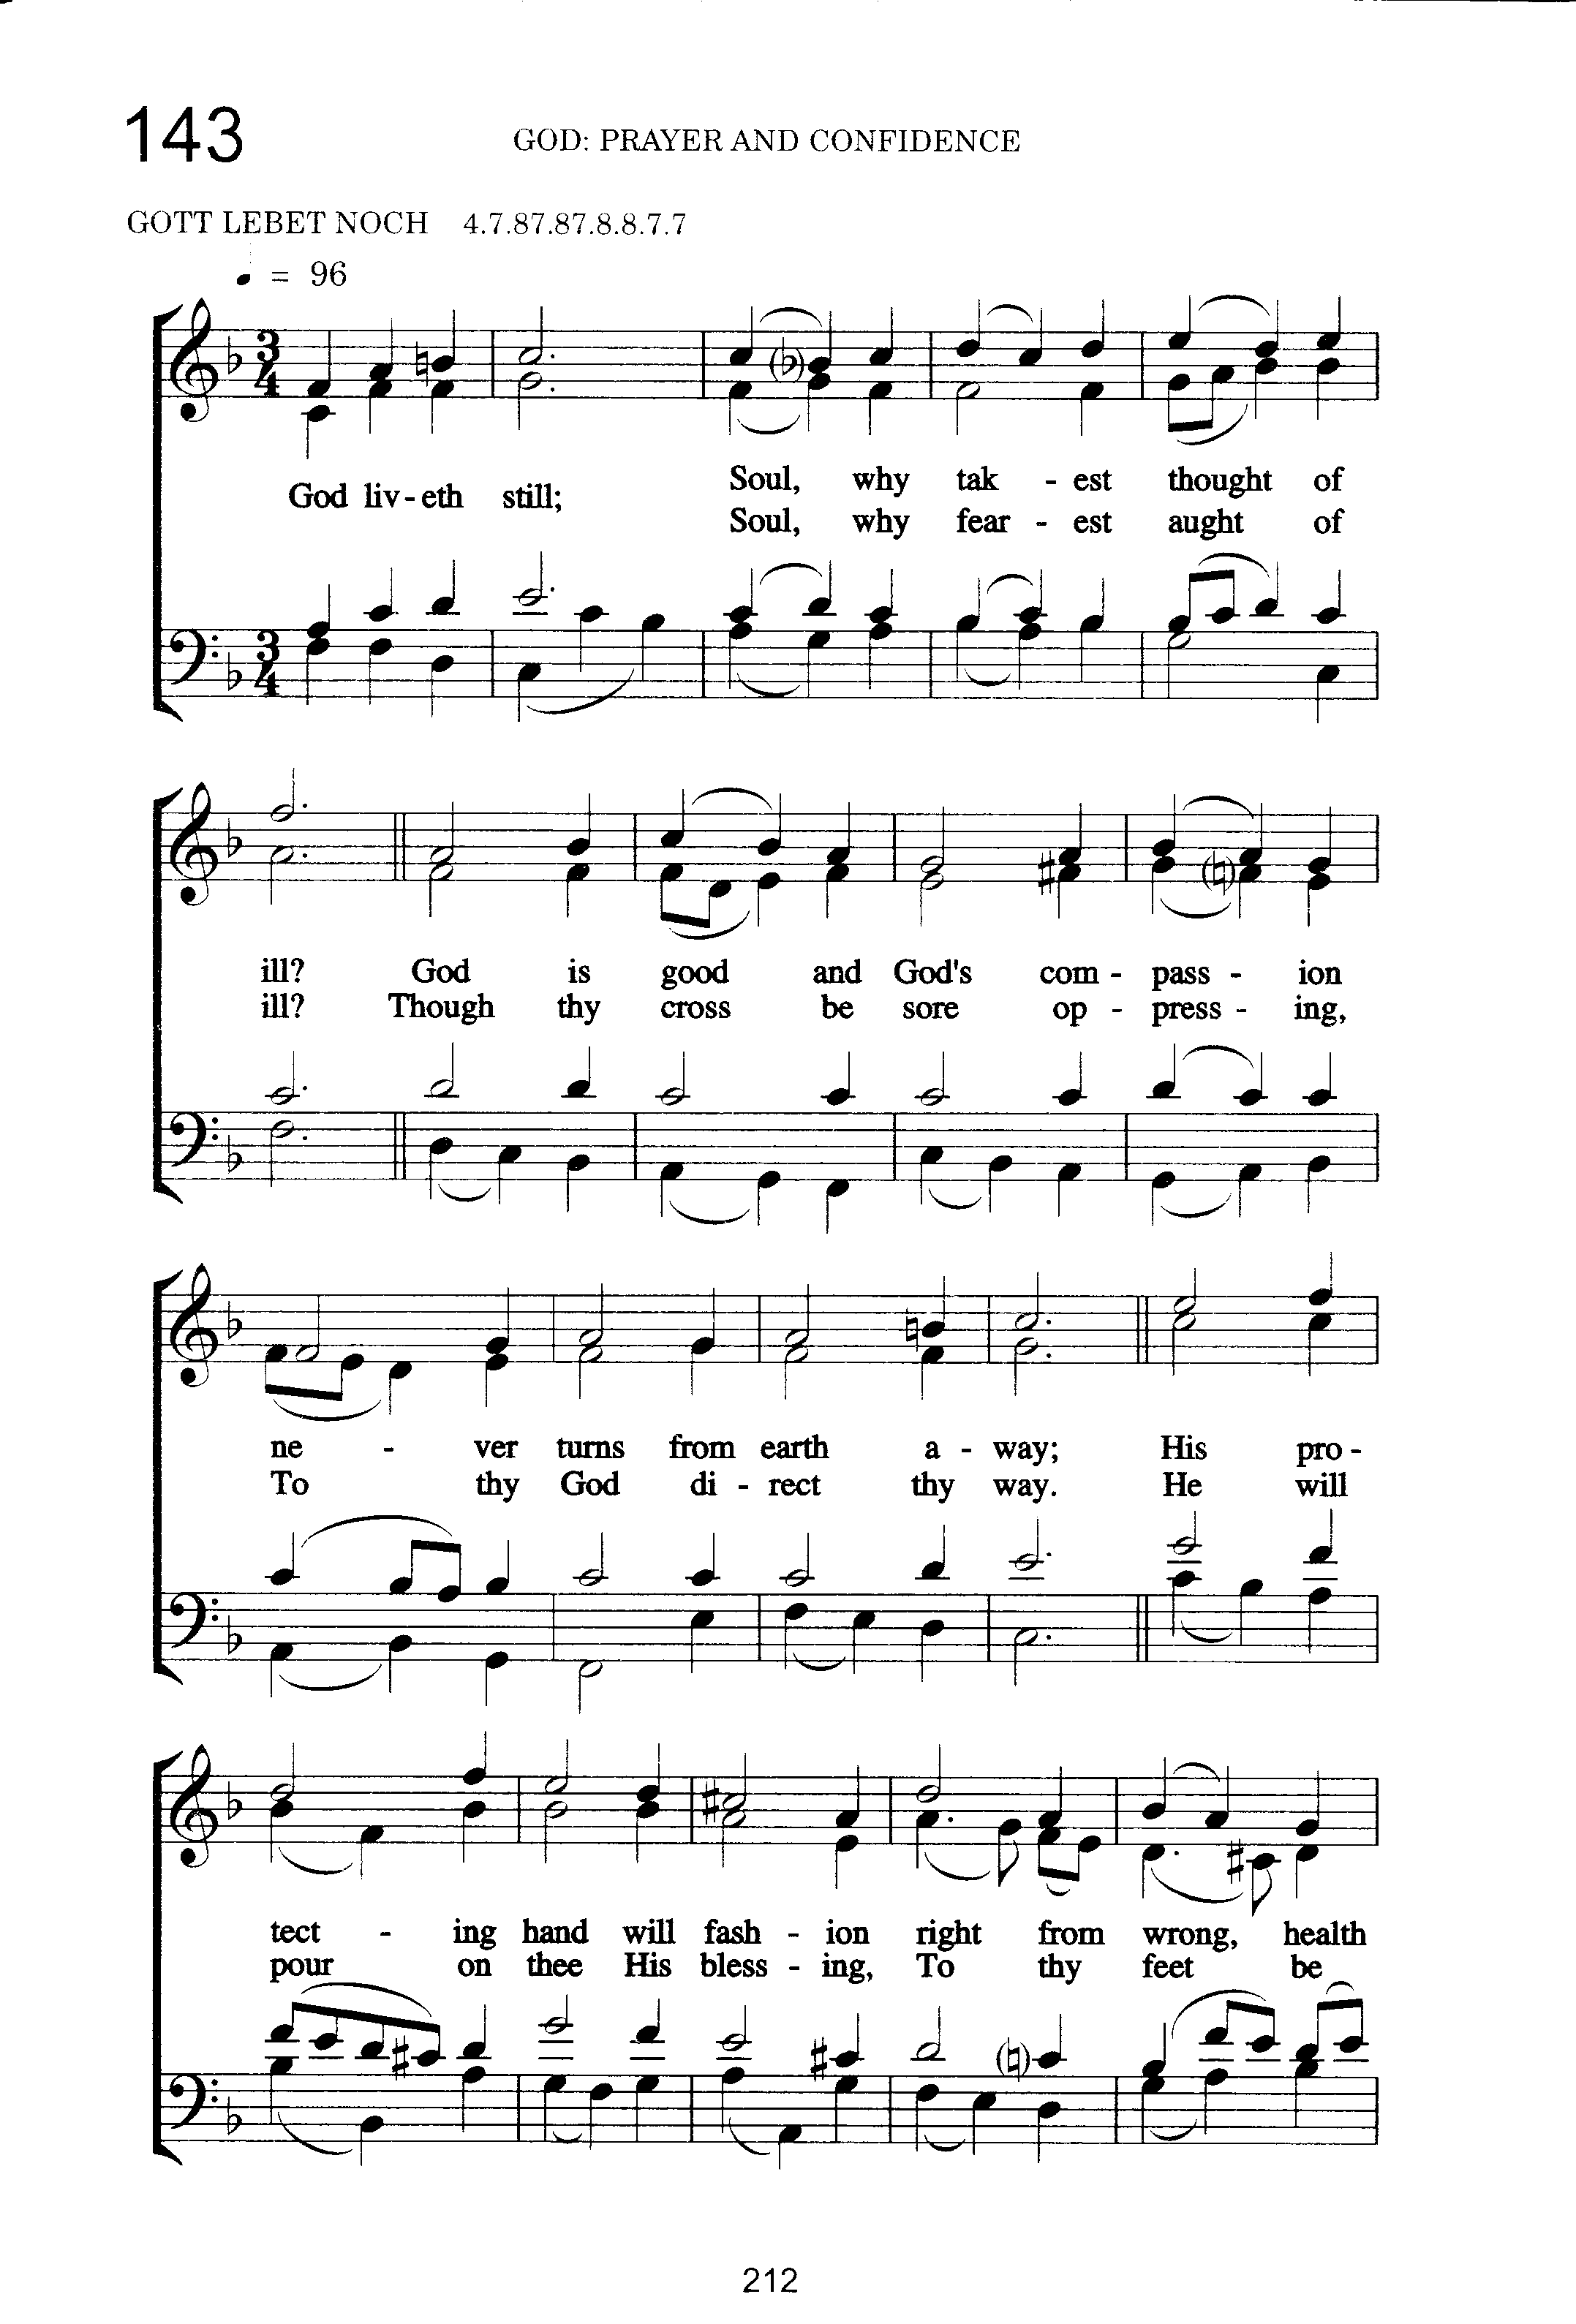 143
GOD: PRAYER AND CONFIDENCE
GOTT LEBET NOCH 4.7.87.87.8.8.7.7
= 96
God liv - eth still; Soul, why tak - est thought of
Soul, why fear - est aught of
ill? God is good and God's com - pass - ion
ill? Though thy cross be sore op - press - ing,
ne - ver turns from earth a - way; His pro -
To thy God di - rect thy way. He will
tect - ing hand will fash - ion right from wrong, health
pour on thee His bless - ing, To thy feet be
212